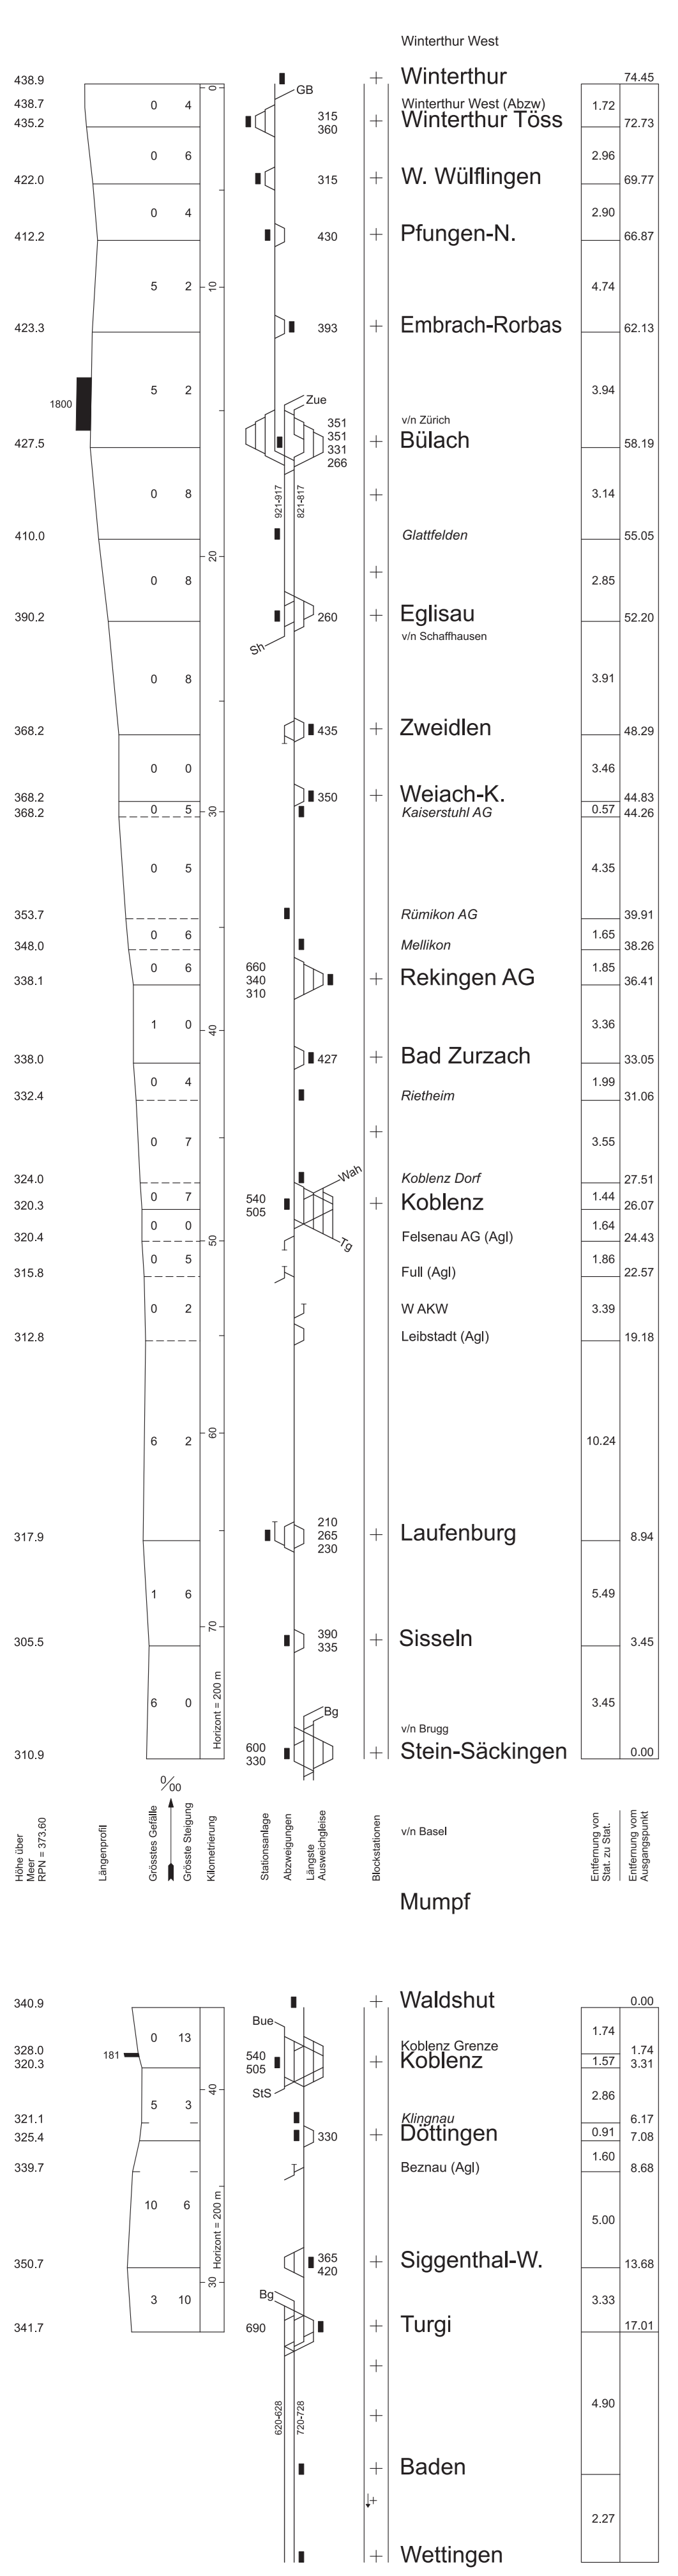 Winterthur West
438.9 Winterthur 74.45
0 GB
438.7 0 4 Winterthur West (Abzw) 1.72
435.2 315 Winterthur Töss 72.73
360
0 6 2.96
422.0 315 W. Wülflingen 69.77
0 4 2.90
412.2 430 Pfungen-N. 66.87
5 2 10 4.74
423.3 393 Embrach-Rorbas 62.13
5 2 3.94
1800 Zue
351 v/n Zürich
427.5 351 Bülach 58.19
331
266
0 8 921-917 821-817 3.14
410.0 Glattfelden 55.05
20
0 8 2.85
390.2 260 Eglisau 52.20
Sh v/n Schaffhausen
0 8 3.91
368.2 435 Zweidlen 48.29
0 0 3.46
368.2 350 Weiach-K. 44.83
368.2 0 5 30 Kaiserstuhl AG 0.57 44.26
0 5 4.35
353.7 Rümikon AG 39.91
0 6 1.65
348.0 Mellikon 38.26
0 6 660 1.85
338.1 340 Rekingen AG 36.41
310
1 0 40 3.36
338.0 427 Bad Zurzach 33.05
0 4 1.99
332.4 Rietheim 31.06
0 7 3.55
324.0 Wah Koblenz Dorf 27.51
0 7 540 1.44
320.3 505 Koblenz 26.07
0 0 1.64
320.4 50 Tg Felsenau AG (Agl) 24.43
0 5 1.86
315.8 Full (Agl) 22.57
0 2 W AKW 3.39
312.8 Leibstadt (Agl) 19.18
6 2 60 10.24
210
317.9 265 Laufenburg 8.94
230
1 6 5.49
70 390
305.5 335 Sisseln 3.45
6 0 Horizont = 200 m 3.45
Bg
600 v/n Brugg
310.9 330 Stein-Säckingen 0.00
0/00
Höhe über
Meer
RPN = 373.60
Längenprofil
Grösstes Gefälle
Grösste Steigung
Kilometrierung
Stationsanlage
Abzweigungen
Längste
Ausweichgleise
Blockstationen
v/n Basel
Entfernung von
Stat. zu Stat.
Entfernung vom
Ausgangspunkt
Mumpf
340.9 Waldshut 0.00
Bue
0 13 1.74
328.0 181 540 Koblenz Grenze 1.74
320.3 505 Koblenz 1.57 3.31
40 StS
5 3 2.86
321.1 Klingnau 6.17
325.4 330 Döttingen 0.91 7.08
1.60
339.7 Beznau (Agl) 8.68
10 6 Horizont = 200 m 5.00
350.7 365 Siggenthal-W. 13.68
420
30 Bg
3 10 3.33
341.7 690 Turgi 17.01
620-628 720-728 4.90
Baden
2.27
Wettingen